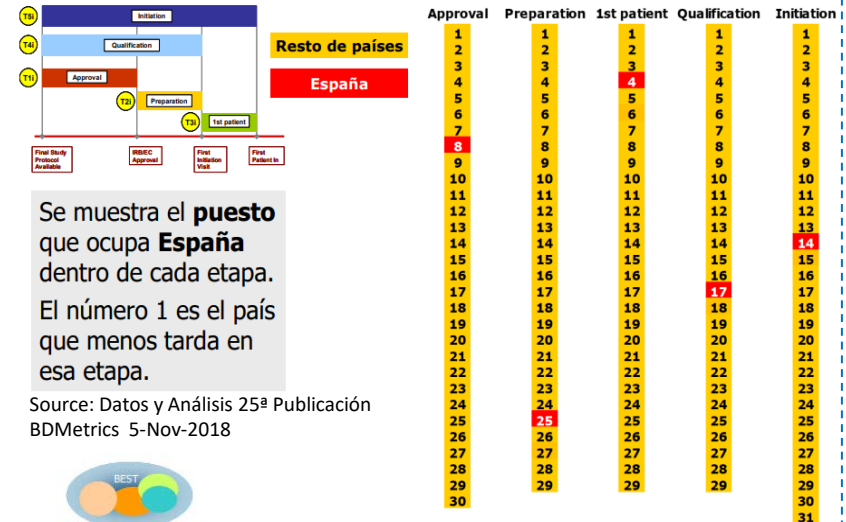 T5i Initiation
T4i Qualification
T1i Approval
T2i Preparation
T3i 1st patient
Final Study
Protocol
Available
IRB/EC
Approval
First
Initiation
Visit
First
Patient In
Resto de países
España
Se muestra el puesto
que ocupa España
dentro de cada etapa.
El número 1 es el país
que menos tarda en
esa etapa.
Source: Datos y Análisis 25ª Publicación
BDMetrics 5-Nov-2018
BEST
Approval Preparation 1st patient Qualification Initiation
1 1 1 1 1
2 2 2 2 2
3 3 3 3 3
4 4 4 4 4
5 5 5 5 5
6 6 6 6 6
7 7 7 7 7
8 8 8 8 8
9 9 9 9 9
10 10 10 10 10
11 11 11 11 11
12 12 12 12 12
13 13 13 13 13
14 14 14 14 14
15 15 15 15 15
16 16 16 16 16
17 17 17 17 17
18 18 18 18 18
19 19 19 19 19
20 20 20 20 20
21 21 21 21 21
22 22 22 22 22
23 23 23 23 23
24 24 24 24 24
25 25 25 25 25
26 26 26 26 26
27 27 27 27 27
28 28 28 28 28
29 29 29 29 29
30 30
31